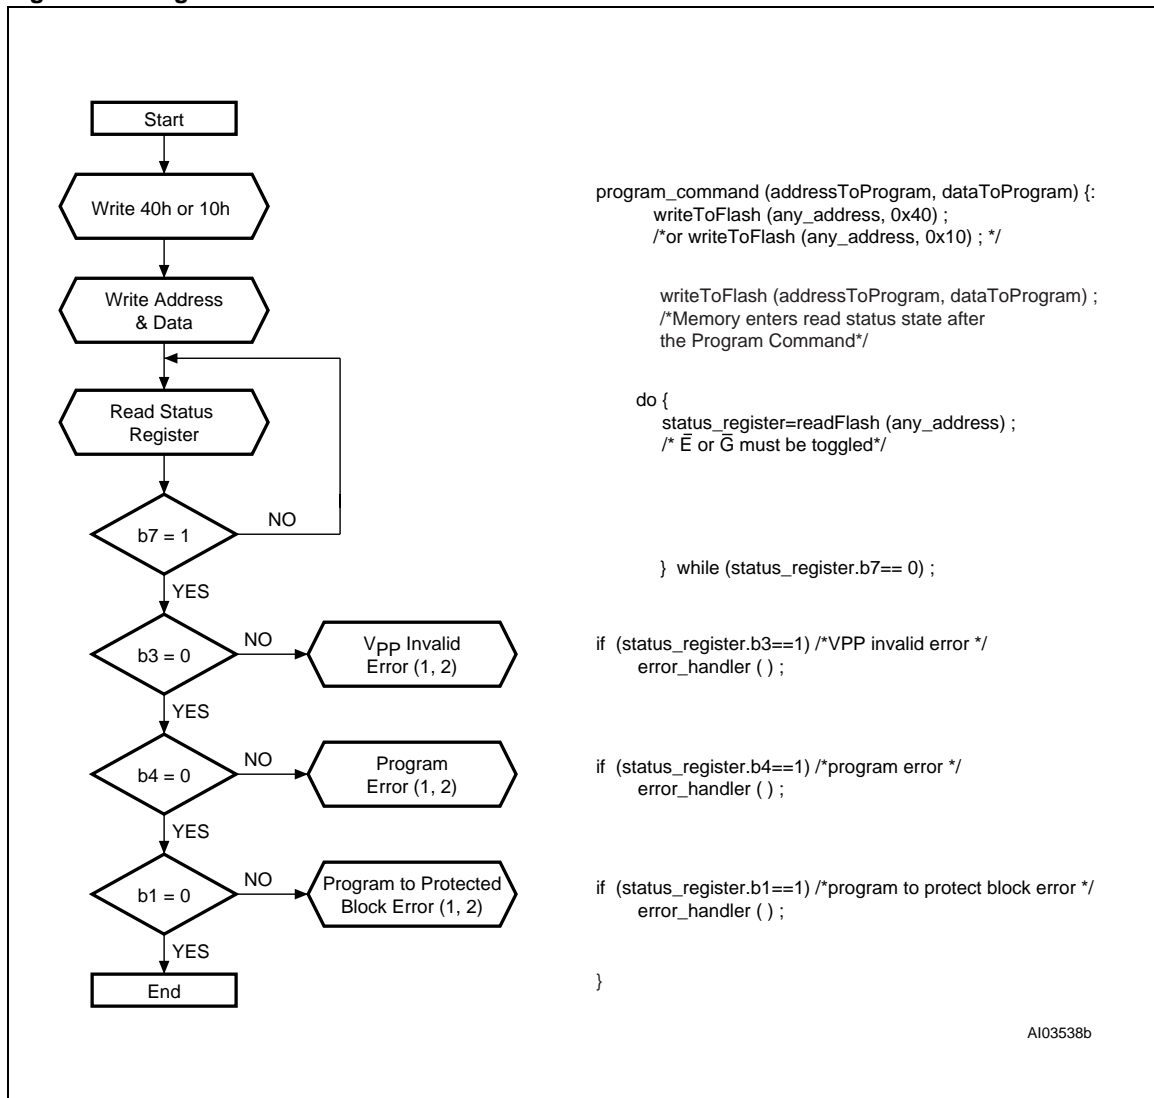 Start
Write 40h or 10h
Write Address
& Data
Read Status
Register
b7 = 1
NO
YES
b3 = 0
NO
VPP Invalid
Error (1, 2)
YES
b4 = 0
NO
Program
Error (1, 2)
YES
b1 = 0
NO
Program to Protected
Block Error (1, 2)
YES
End
program_command (addressToProgram, dataToProgram) {:
writeToFlash (any_address, 0x40) ;
/*or writeToFlash (any_address, 0x10) ; */
writeToFlash (addressToProgram, dataToProgram) ;
/*Memory enters read status state after
the Program Command*/
do {
status_register=readFlash (any_address) ;
/* E̅ or G̅ must be toggled*/
} while (status_register.b7== 0) ;
if (status_register.b3==1) /*VPP invalid error */
error_handler ( ) ;
if (status_register.b4==1) /*program error */
error_handler ( ) ;
if (status_register.b1==1) /*program to protect block error */
error_handler ( ) ;
}
AI03538b